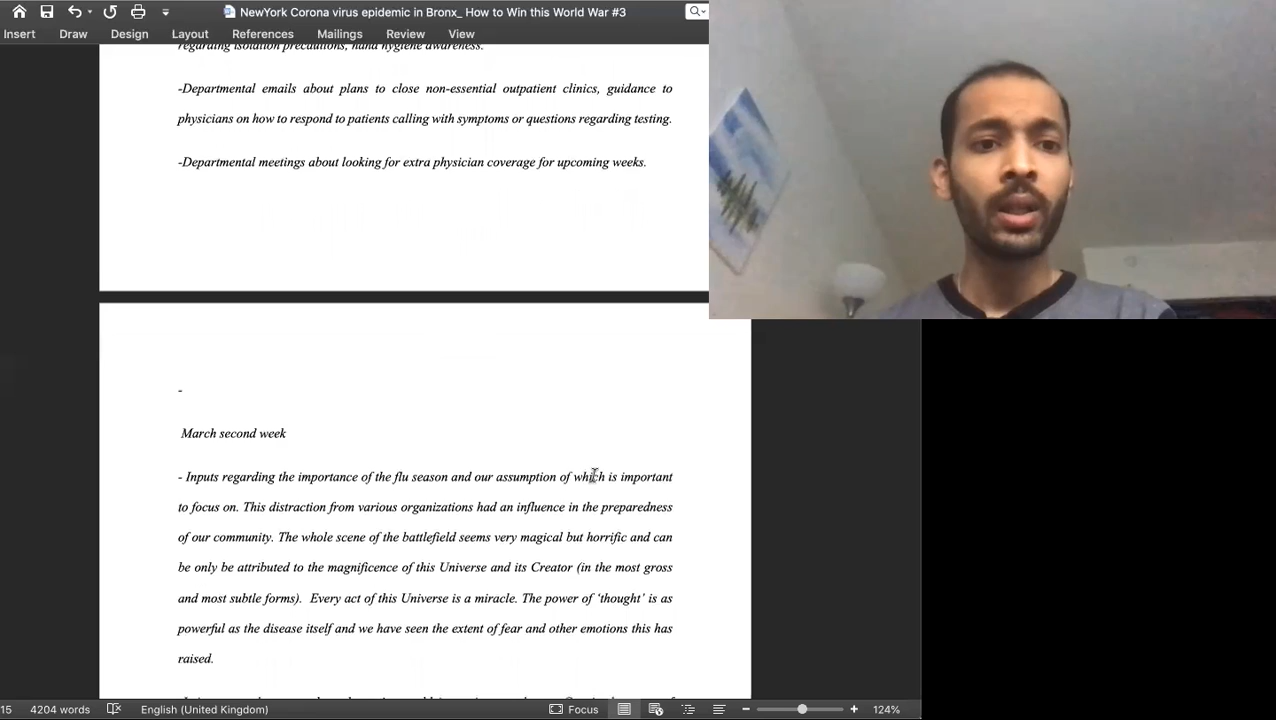 NewYork Corona virus epidemic in Bronx_ How to Win this World War #3
Insert Draw Design Layout References Mailings Review View
regarding isolation precautions, hand hygiene awareness.
-Departmental emails about plans to close non-essential outpatient clinics, guidance to
physicians on how to respond to patients calling with symptoms or questions regarding testing.
-Departmental meetings about looking for extra physician coverage for upcoming weeks.
-
March second week
- Inputs regarding the importance of the flu season and our assumption of which is important
to focus on. This distraction from various organizations had an influence in the preparedness
of our community. The whole scene of the battlefield seems very magical but horrific and can
be only be attributed to the magnificence of this Universe and its Creator (in the most gross
and most subtle forms). Every act of this Universe is a miracle. The power of ‘thought’ is as
powerful as the disease itself and we have seen the extent of fear and other emotions this has
raised.
15 4204 words English (United Kingdom) Focus 124%